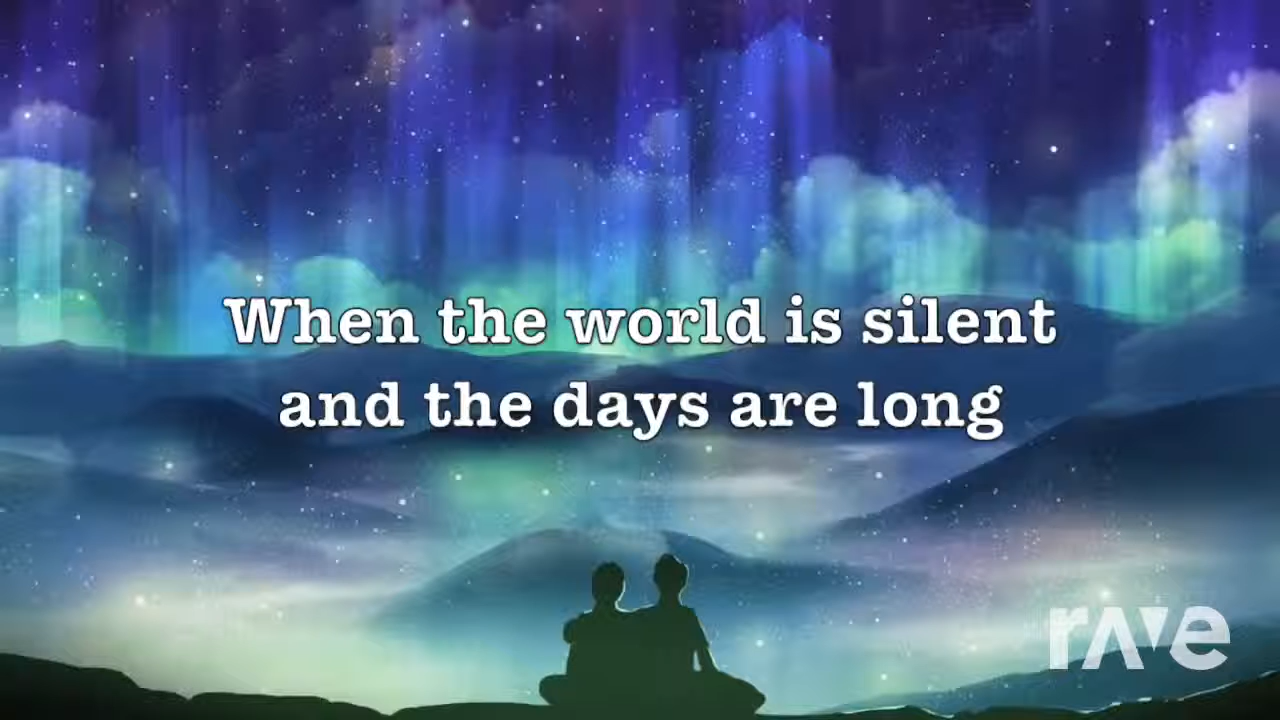 When the world is silent
and the days are long
rave